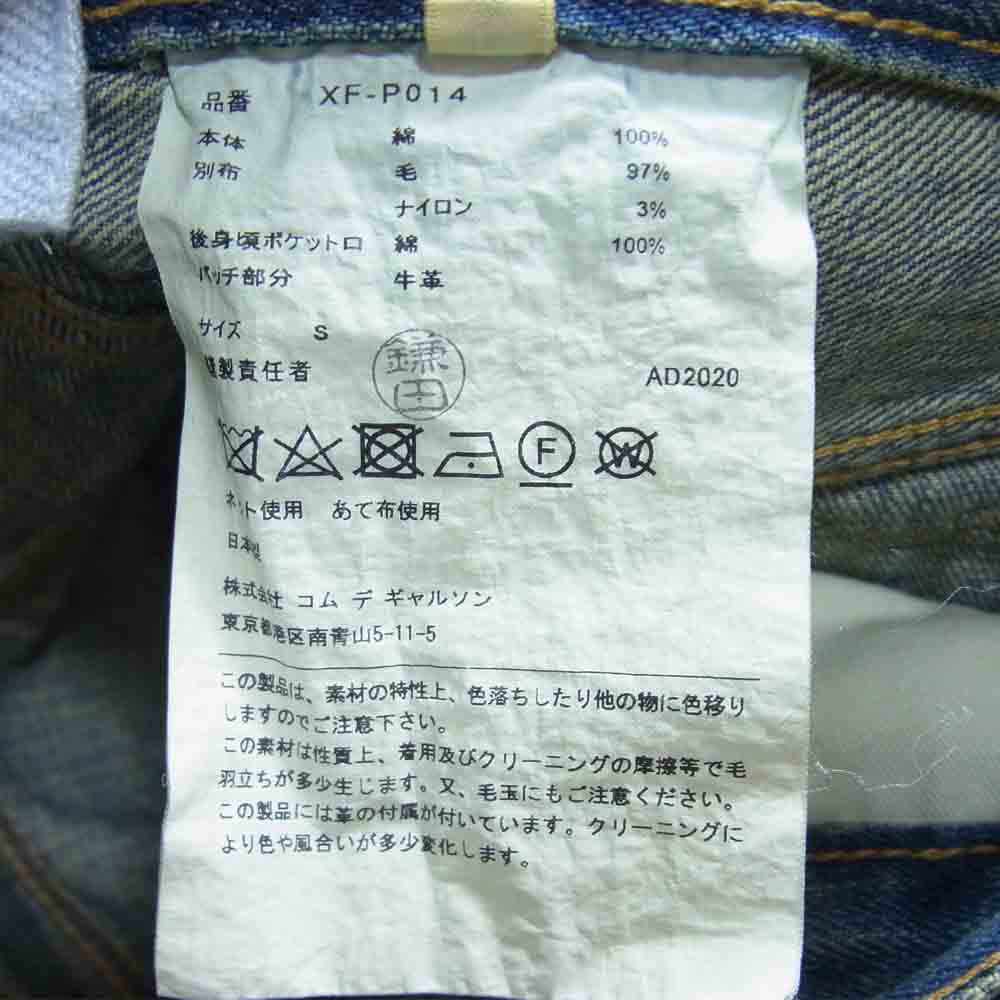 品番 XF-P014
本体 綿 100%
別布 毛 97%
ナイロン 3%
後身頃ポケット口 綿 100%
パッチ部分 牛革
サイズ S
縫製責任者 鎌田 AD2020
F W
ネット使用 あて布使用
日本製
株式会社 コム デ ギャルソン
東京都港区南青山5-11-5
この製品は、素材の特性上、色落ちしたり他の物に色移り
しますのでご注意下さい。
この素材は性質上、着用及びクリーニングの摩擦等で毛
羽立ちが多少生じます。又、毛玉にもご注意ください。
この製品には革の付属が付いています。クリーニングに
より色や風合いが多少変化します。